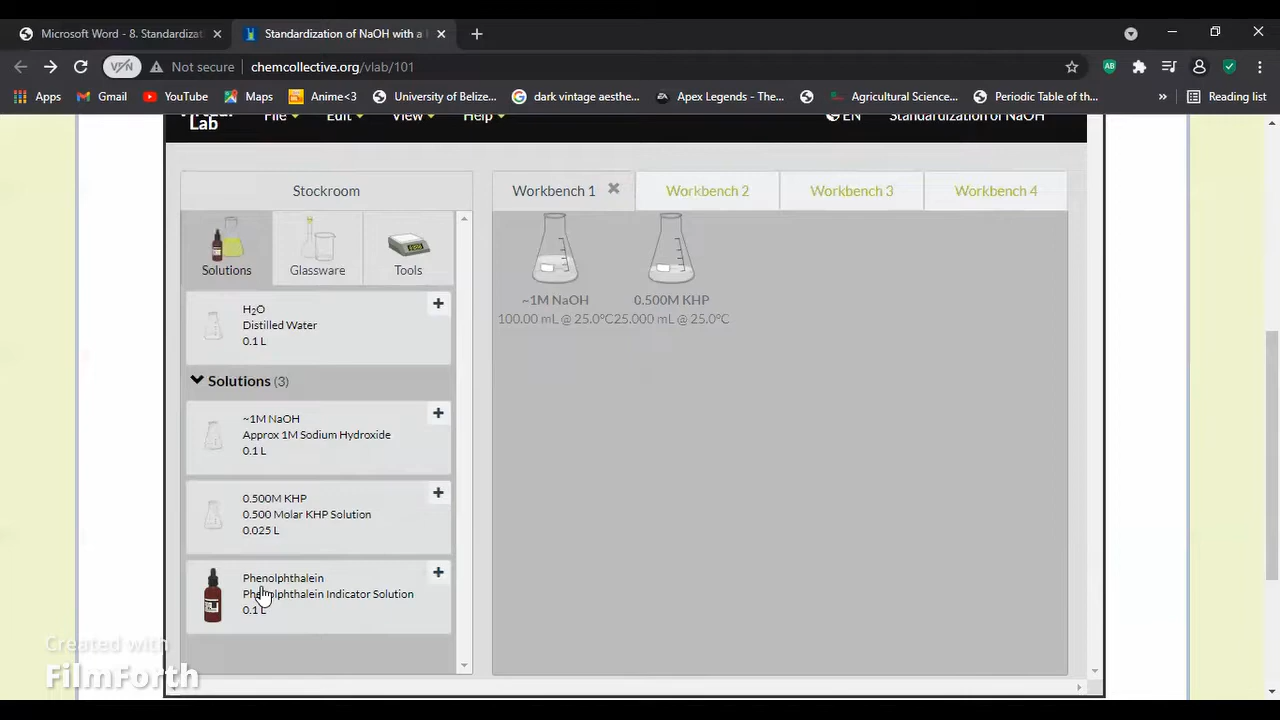 Microsoft Word - 8. Standardizat
Standardization of NaOH with a
Not secure
chemcollective.org/vlab/101
Apps
Gmail
YouTube
Maps
Anime<3
University of Belize...
dark vintage aesthe...
Apex Legends - The...
Agricultural Science...
Periodic Table of th...
»
Reading list
Lab
File
Edit
View
Help
EN
Standardization of NaOH
Stockroom
Workbench 1
Workbench 2
Workbench 3
Workbench 4
Solutions
Glassware
Tools
H₂O
Distilled Water
0.1 L
Solutions (3)
~1M NaOH
Approx 1M Sodium Hydroxide
0.1 L
0.500M KHP
0.500 Molar KHP Solution
0.025 L
Phenolphthalein
Phenolphthalein Indicator Solution
0.1 L
~1M NaOH
100.00 mL @ 25.0°C
0.500M KHP
25.000 mL @ 25.0°C
Created with
FilmForth